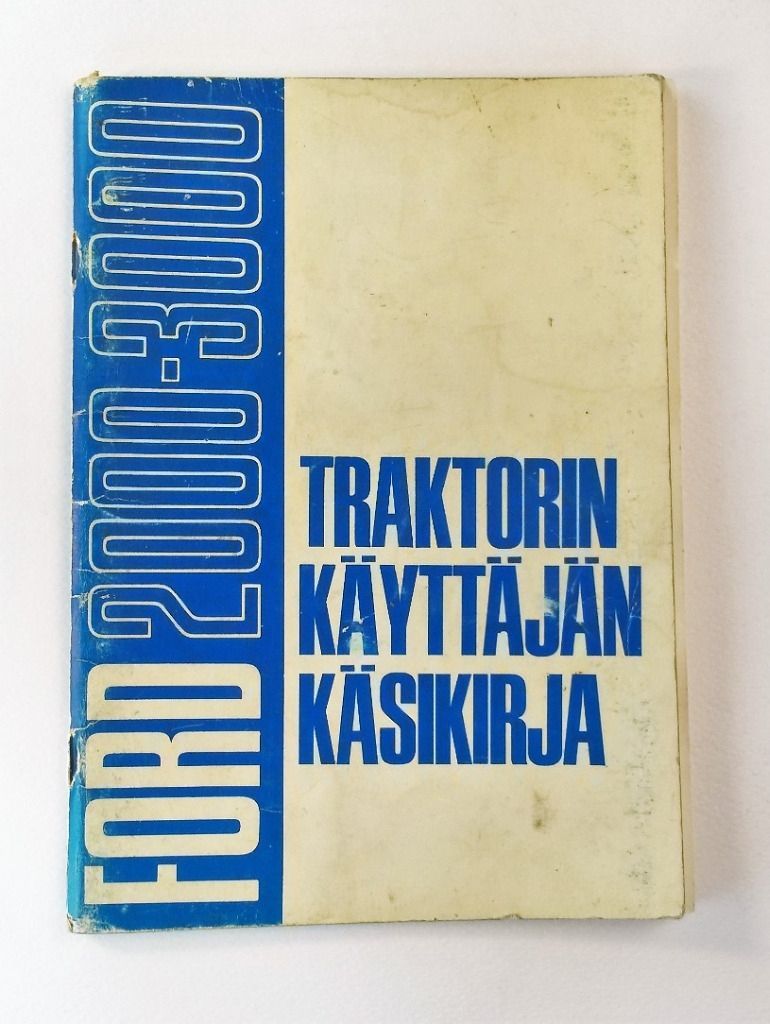 FORD 2000-3000
TRAKTORIN
KÄYTTÄJÄN
KÄSIKIRJA